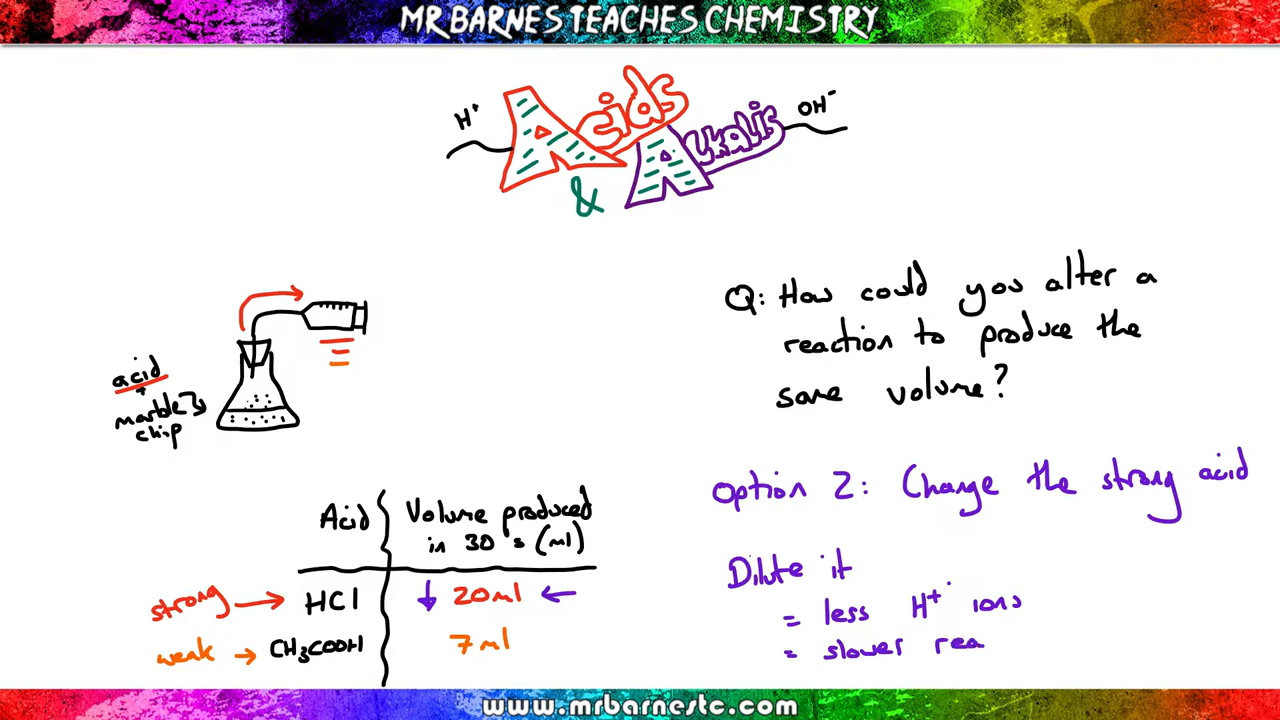 MR BARNES TEACHES CHEMISTRY
H⁺
Acids
&
Alkalis
OH⁻
acid
+
marble
chip
Q: How could you alter a
reaction to produce the
same volume?
Acid
Volume produced
in 30 s (ml)
strong → HCl ↓ 20ml ←
weak → CH₃COOH 7ml
Option 2: Change the strong acid
Dilute it
= less H⁺ ions
= slower rea
www.mrbarnestc.com